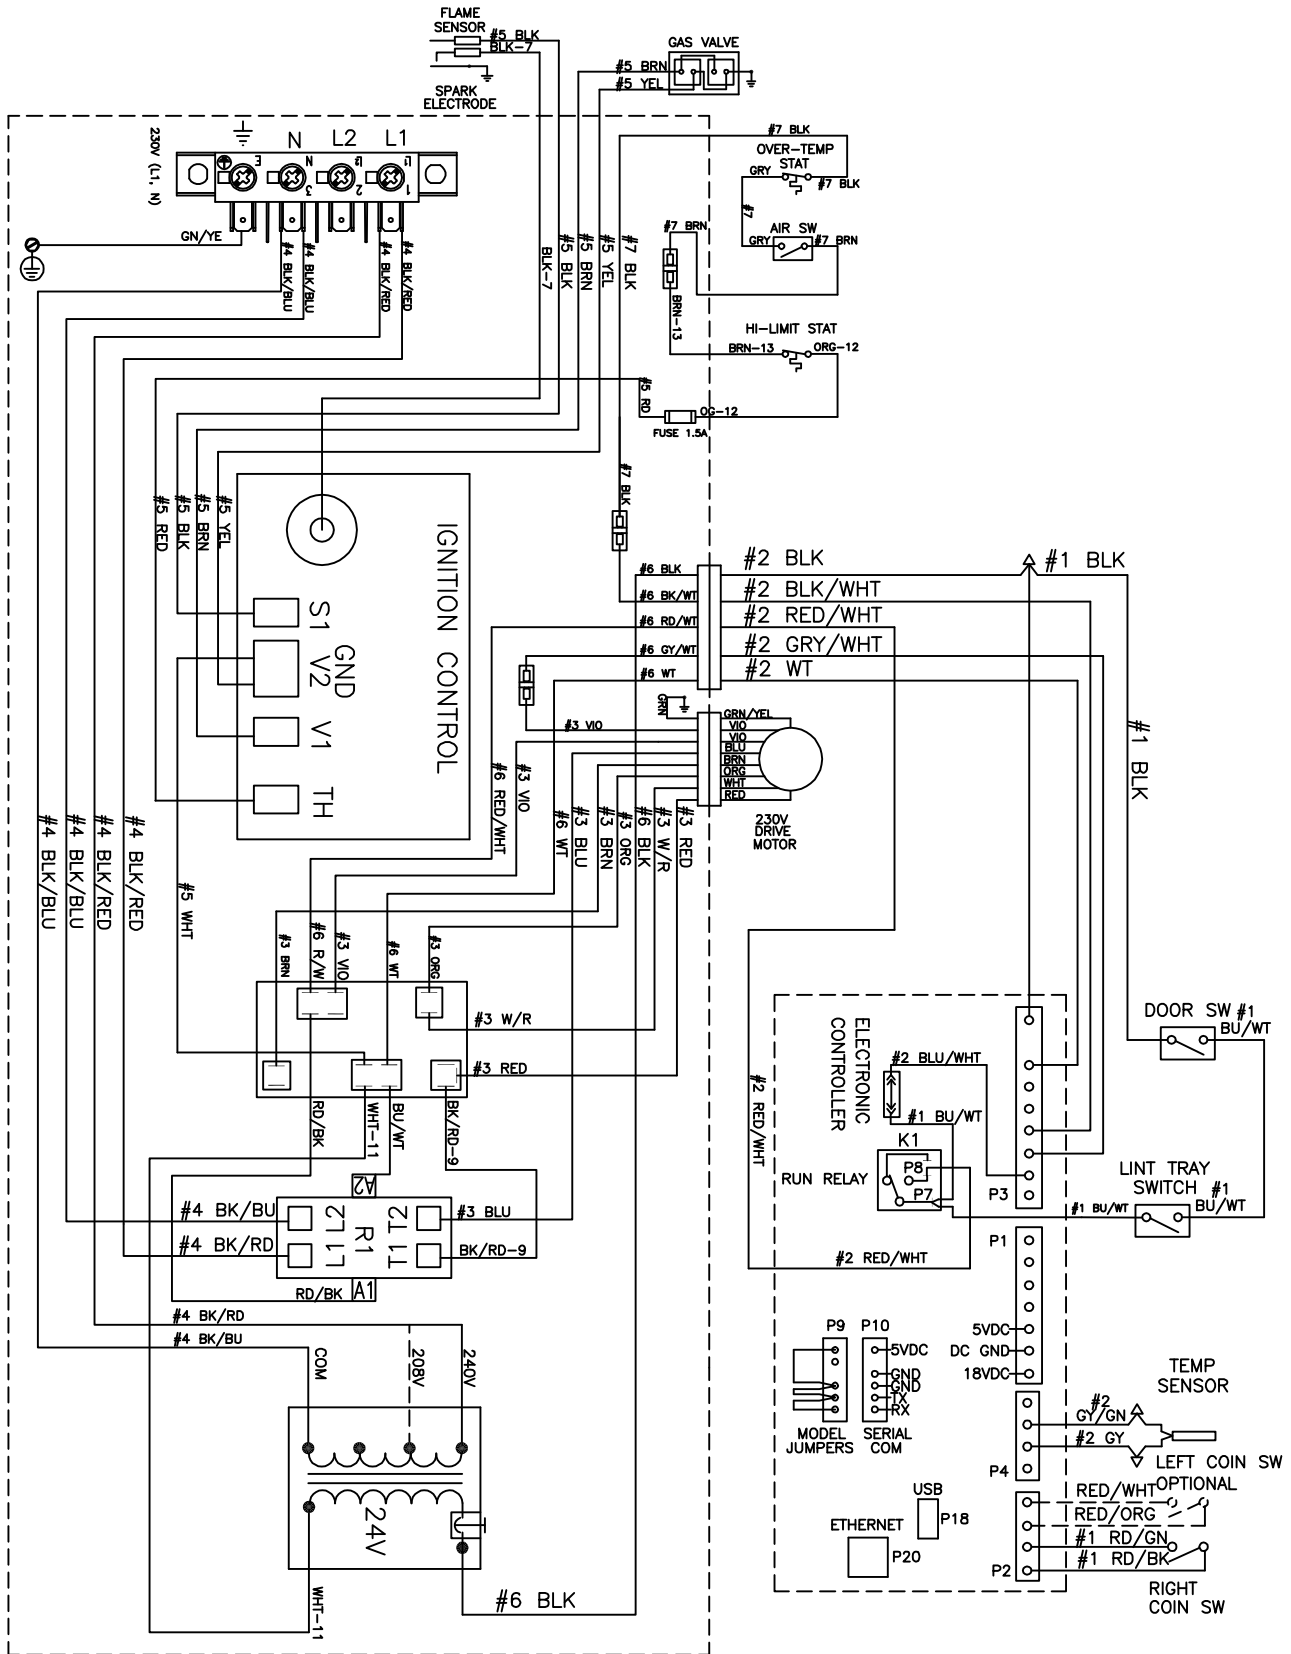 FLAME
SENSOR
#5 BLK
BLK-7
SPARK
ELECTRODE
GAS VALVE
#5 BRN
#5 YEL
#7 BLK
OVER-TEMP
STAT
GRY
#7 BLK
#7
AIR SW
GRY
#7 BRN
#7 BRN
BRN-13
HI-LIMIT STAT
BRN-13
ORG-12
#5 RD
OG-12
FUSE 1.5A
230V (L1, N)
N
L2
L1
E
N
L2
L1
3
2
1
GN/YE
#4 BLK/BLU
#4 BLK/BLU
#4 BLK/RED
#4 BLK/RED
BLK-7
#5 BLK
#5 BRN
#5 YEL
#7 BLK
#7 BLK
#5 RED
#5 BLK
#5 BRN
#5 YEL
IGNITION CONTROL
S1
GND
V2
V1
TH
#6 BLK
#6 BK/WT
#6 RD/WT
#6 GY/WT
#6 WT
#2 BLK
#2 BLK/WHT
#2 RED/WHT
#2 GRY/WHT
#2 WT
#1 BLK
#1 BLK
GRN
#3 VIO
GRN/YEL
VIO
VIO
BLU
BRN
ORG
WHT
RED
230V
DRIVE
MOTOR
#6 RED/WHT
#3 VIO
#6 WT
#3 BLU
#3 BRN
#3 ORG
#6 BLK
#3 W/R
#3 RED
#4 BLK/BLU
#4 BLK/BLU
#4 BLK/RED
#4 BLK/RED
#5 WHT
#3 BRN
#6 R/W
#3 VIO
#6 WT
#3 ORG
#3 W/R
#3 RED
RD/BK
WHT-11
BU/WT
BK/RD-9
A2
#4 BK/BU
#4 BK/RD
L2
L1
R1
T2
T1
#3 BLU
BK/RD-9
RD/BK
A1
#4 BK/RD
#4 BK/BU
COM
208V
240V
24V
WHT-11
#6 BLK
ELECTRONIC
CONTROLLER
#2 BLU/WHT
#1 BU/WT
K1
RUN RELAY
P8
P7
P3
#2 RED/WHT
#2 RED/WHT
DOOR SW #1
BU/WT
LINT TRAY
SWITCH
#1
BU/WT
#1 BU/WT
P1
5VDC
DC GND
18VDC
P9
P10
5VDC
GND
GND
TX
RX
MODEL
JUMPERS
SERIAL
COM
TEMP
SENSOR
#2
GY/GN
#2 GY
P4
LEFT COIN SW
OPTIONAL
RED/WHT
RED/ORG
#1 RD/GN
#1 RD/BK
P2
RIGHT
COIN SW
USB
P18
ETHERNET
P20